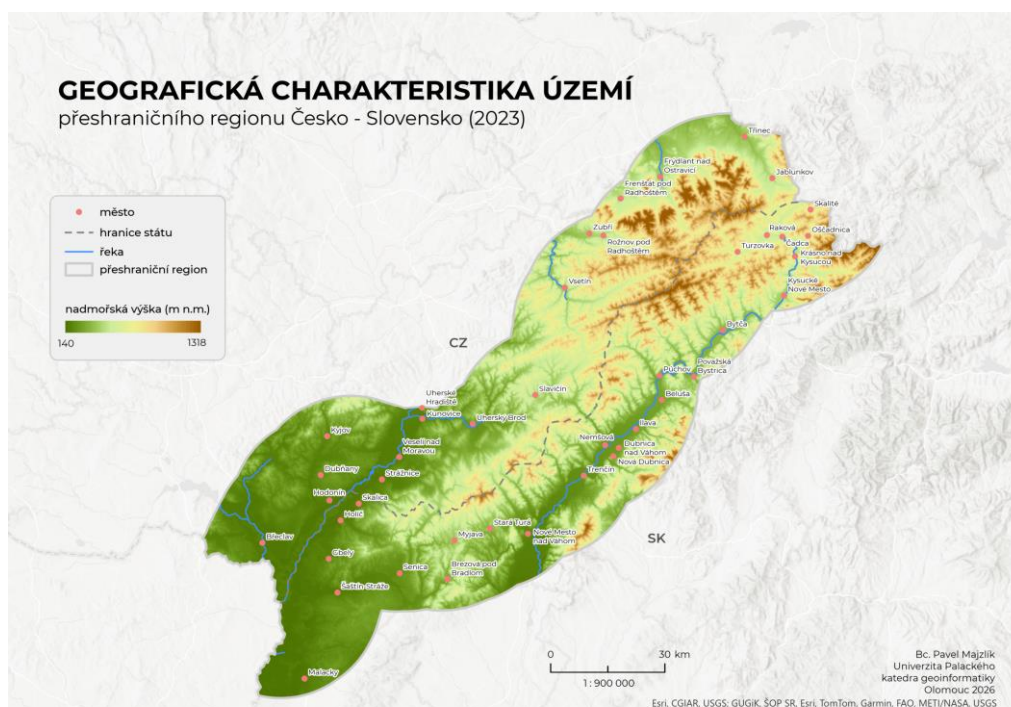 GEOGRAFICKÁ CHARAKTERISTIKA ÚZEMÍ
přeshraničního regionu Česko - Slovensko (2023)
město
hranice státu
řeka
přeshraniční region
nadmořská výška (m n.m.)
140 1318
CZ
SK
Třinec
Frýdlant nad
Ostravicí
Jablunkov
Frenštát pod
Radhoštěm
Skalité
Zubří
Rožnov pod
Radhoštěm
Raková
Oščadnica
Turzovka
Čadca
Krásno nad
Kysucou
Vsetín
Kysucké
Nové Mesto
Bytča
Považská
Bystrica
Púchov
Slavičín
Beluša
Uherské
Hradiště
Kunovice
Uherský Brod
Ilava
Kyjov
Veselí nad
Moravou
Nemšová
Dubnica
nad Váhom
Nová Dubnica
Dubňany
Strážnice
Trenčín
Hodonín
Skalica
Holíč
Stará Turá
Břeclav
Myjava
Nové Mesto
nad Váhom
Gbely
Senica
Brezová pod
Bradlom
Šaštín-Stráže
Malacky
0 30 km
1 : 900 000
Bc. Pavel Majzlík
Univerzita Palackého
katedra geoinformatiky
Olomouc 2026
Esri, CGIAR, USGS; GUGIK, ŠOP SR, Esri, TomTom, Garmin, FAO, METI/NASA, USGS